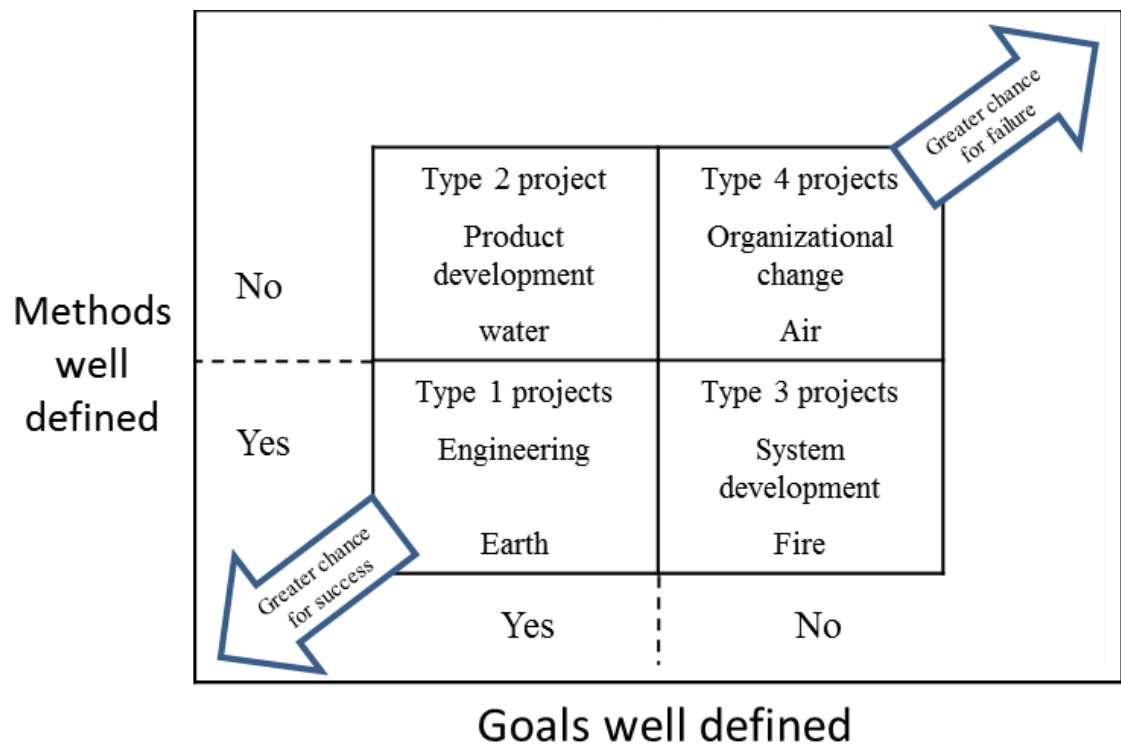 Greater chance
for failure
Type 2 project
Product
development
water
Type 4 projects
Organizational
change
Air
No
Methods
well
defined
Yes
Type 1 projects
Engineering
Earth
Type 3 projects
System
development
Fire
Greater chance
for success
Yes
No
Goals well defined